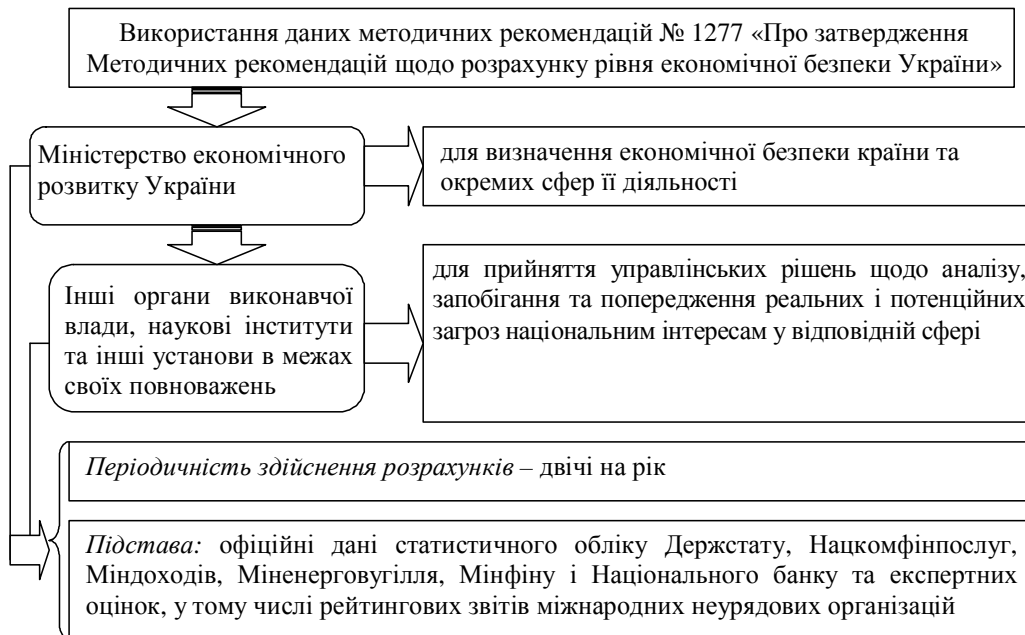 Використання даних методичних рекомендацій № 1277 «Про затвердження
Методичних рекомендацій щодо розрахунку рівня економічної безпеки України»
Міністерство економічного
розвитку України
для визначення економічної безпеки країни та
окремих сфер її діяльності
Інші органи виконавчої
влади, наукові інститути
та інші установи в межах
своїх повноважень
для прийняття управлінських рішень щодо аналізу,
запобігання та попередження реальних і потенційних
загроз національним інтересам у відповідній сфері
Періодичність здійснення розрахунків – двічі на рік
Підстава: офіційні дані статистичного обліку Держстату, Нацкомфінпослуг,
Міндоходів, Міненерговугілля, Мінфіну і Національного банку та експертних
оцінок, у тому числі рейтингових звітів міжнародних неурядових організацій